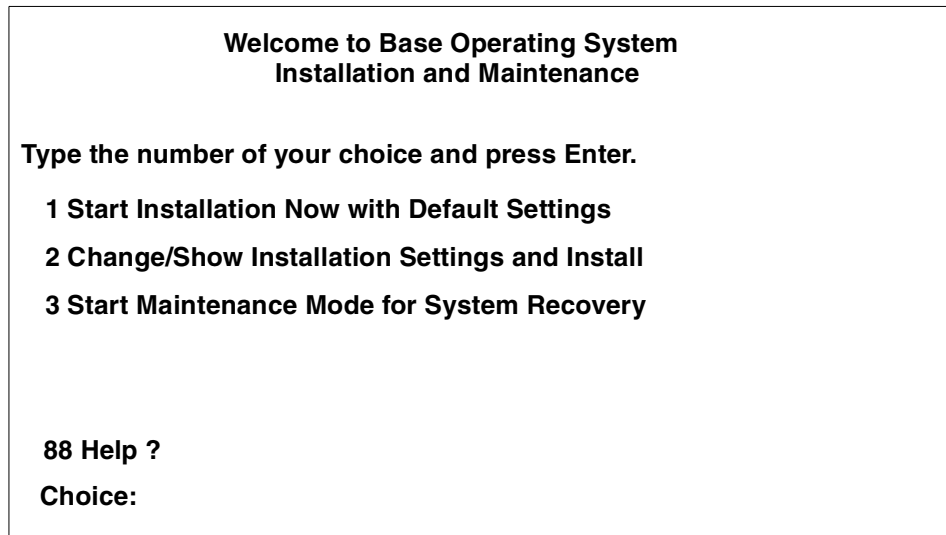 Welcome to Base Operating System
Installation and Maintenance
Type the number of your choice and press Enter.
1 Start Installation Now with Default Settings
2 Change/Show Installation Settings and Install
3 Start Maintenance Mode for System Recovery
88 Help ?
Choice: